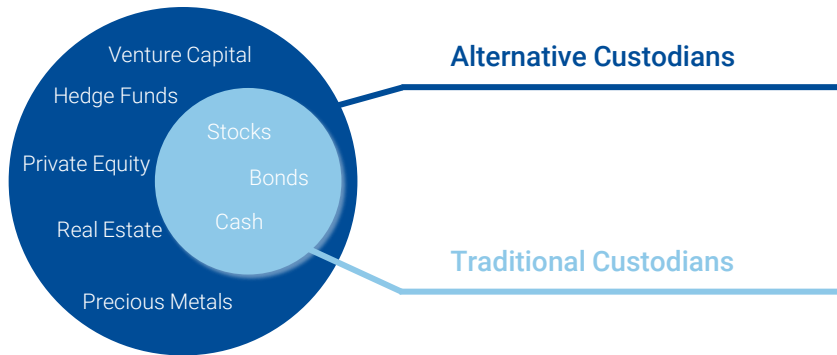 Venture Capital
Hedge Funds
Private Equity
Real Estate
Precious Metals
Stocks
Bonds
Cash
Alternative Custodians
Traditional Custodians